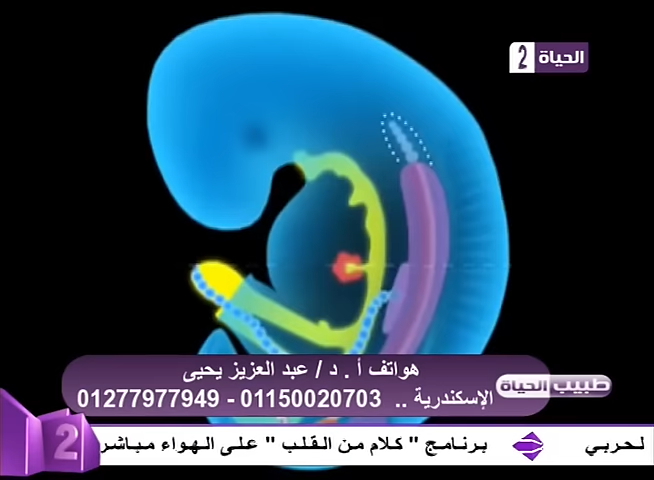 الحياة 2
هواتف أ . د / عبد العزيز يحيى
الإسكندرية .. 01150020703 - 01277977949
طبيب الحياة
لحربي برنامج " كلام من القلب " على الهواء مباشر
2